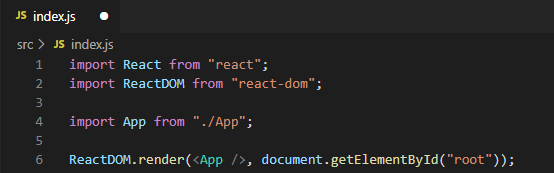 JS index.js
src > JS index.js
1 import React from "react";
2 import ReactDOM from "react-dom";
3
4 import App from "./App";
5
6 ReactDOM.render(<App />, document.getElementById("root"));